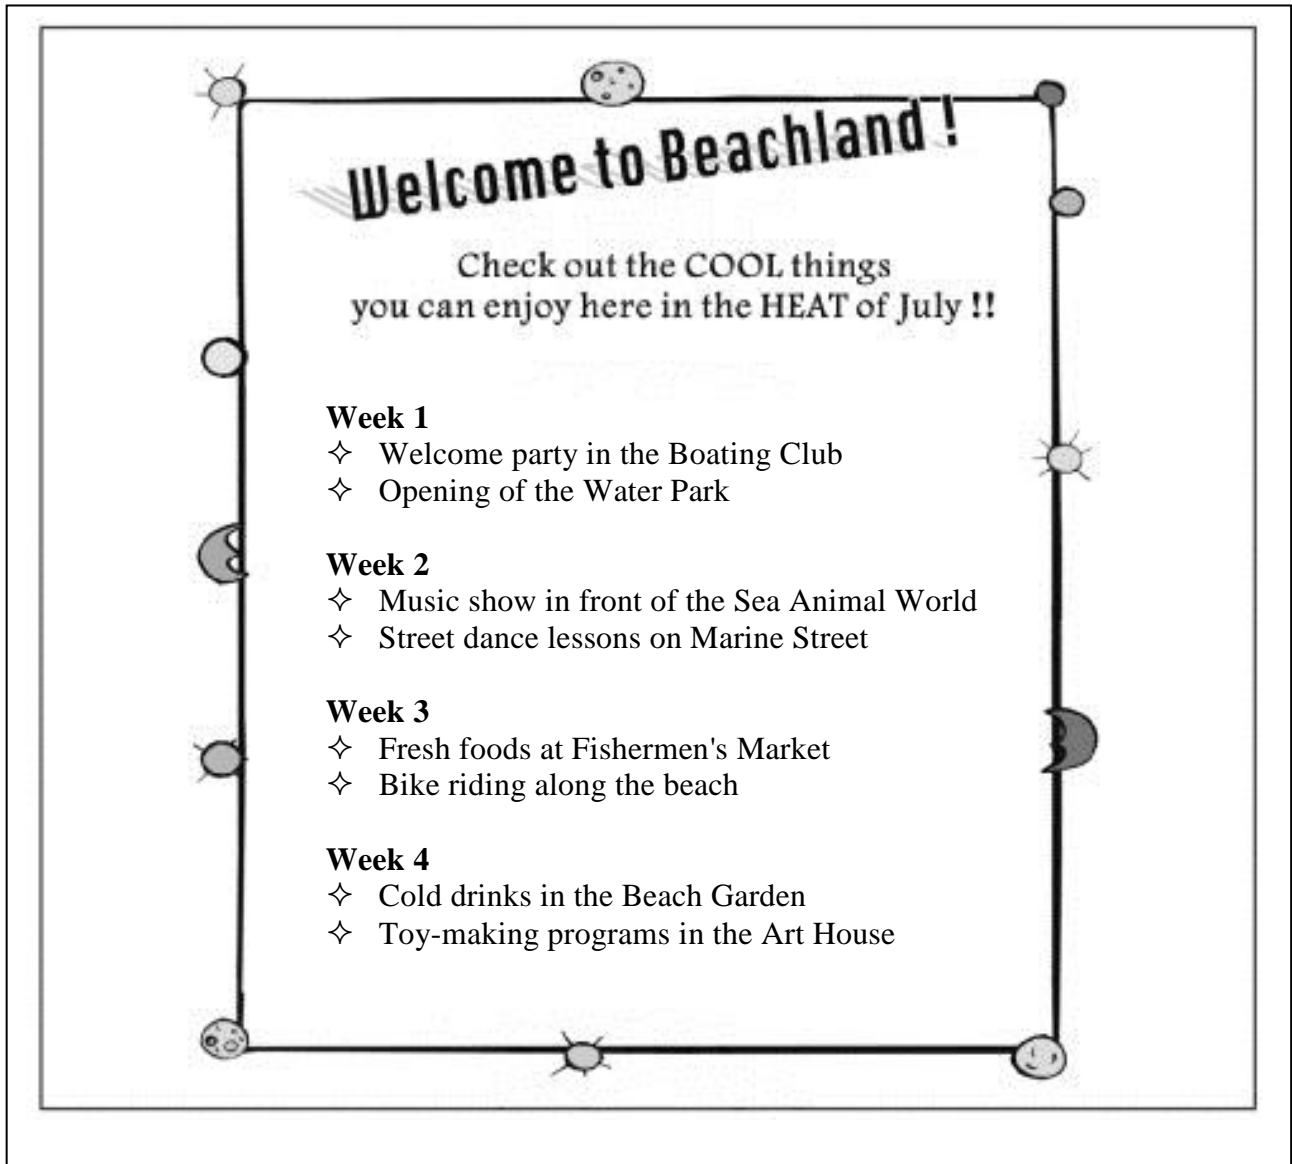 Welcome to Beachland !
Check out the COOL things
you can enjoy here in the HEAT of July !!
Week 1
✧ Welcome party in the Boating Club
✧ Opening of the Water Park
Week 2
✧ Music show in front of the Sea Animal World
✧ Street dance lessons on Marine Street
Week 3
✧ Fresh foods at Fishermen's Market
✧ Bike riding along the beach
Week 4
✧ Cold drinks in the Beach Garden
✧ Toy-making programs in the Art House